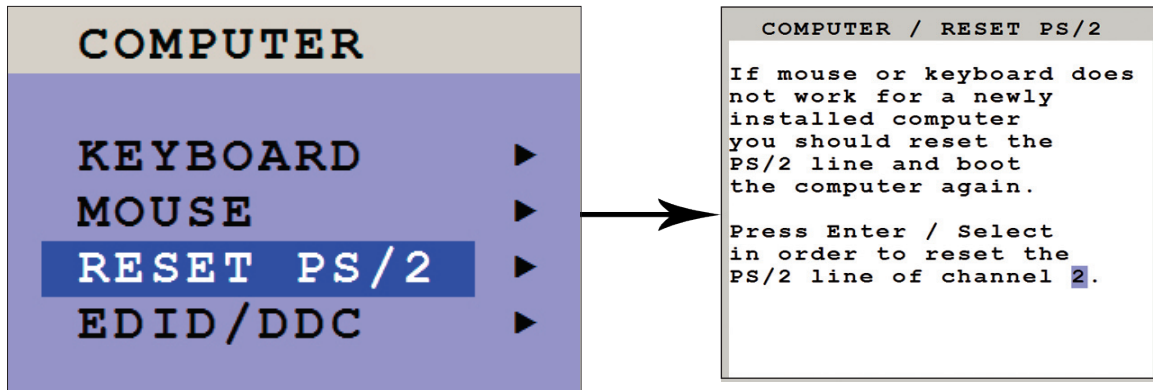 COMPUTER
KEYBOARD
MOUSE
RESET PS/2
EDID/DDC
COMPUTER / RESET PS/2
If mouse or keyboard does
not work for a newly
installed computer
you should reset the
PS/2 line and boot
the computer again.
Press Enter / Select
in order to reset the
PS/2 line of channel 2.